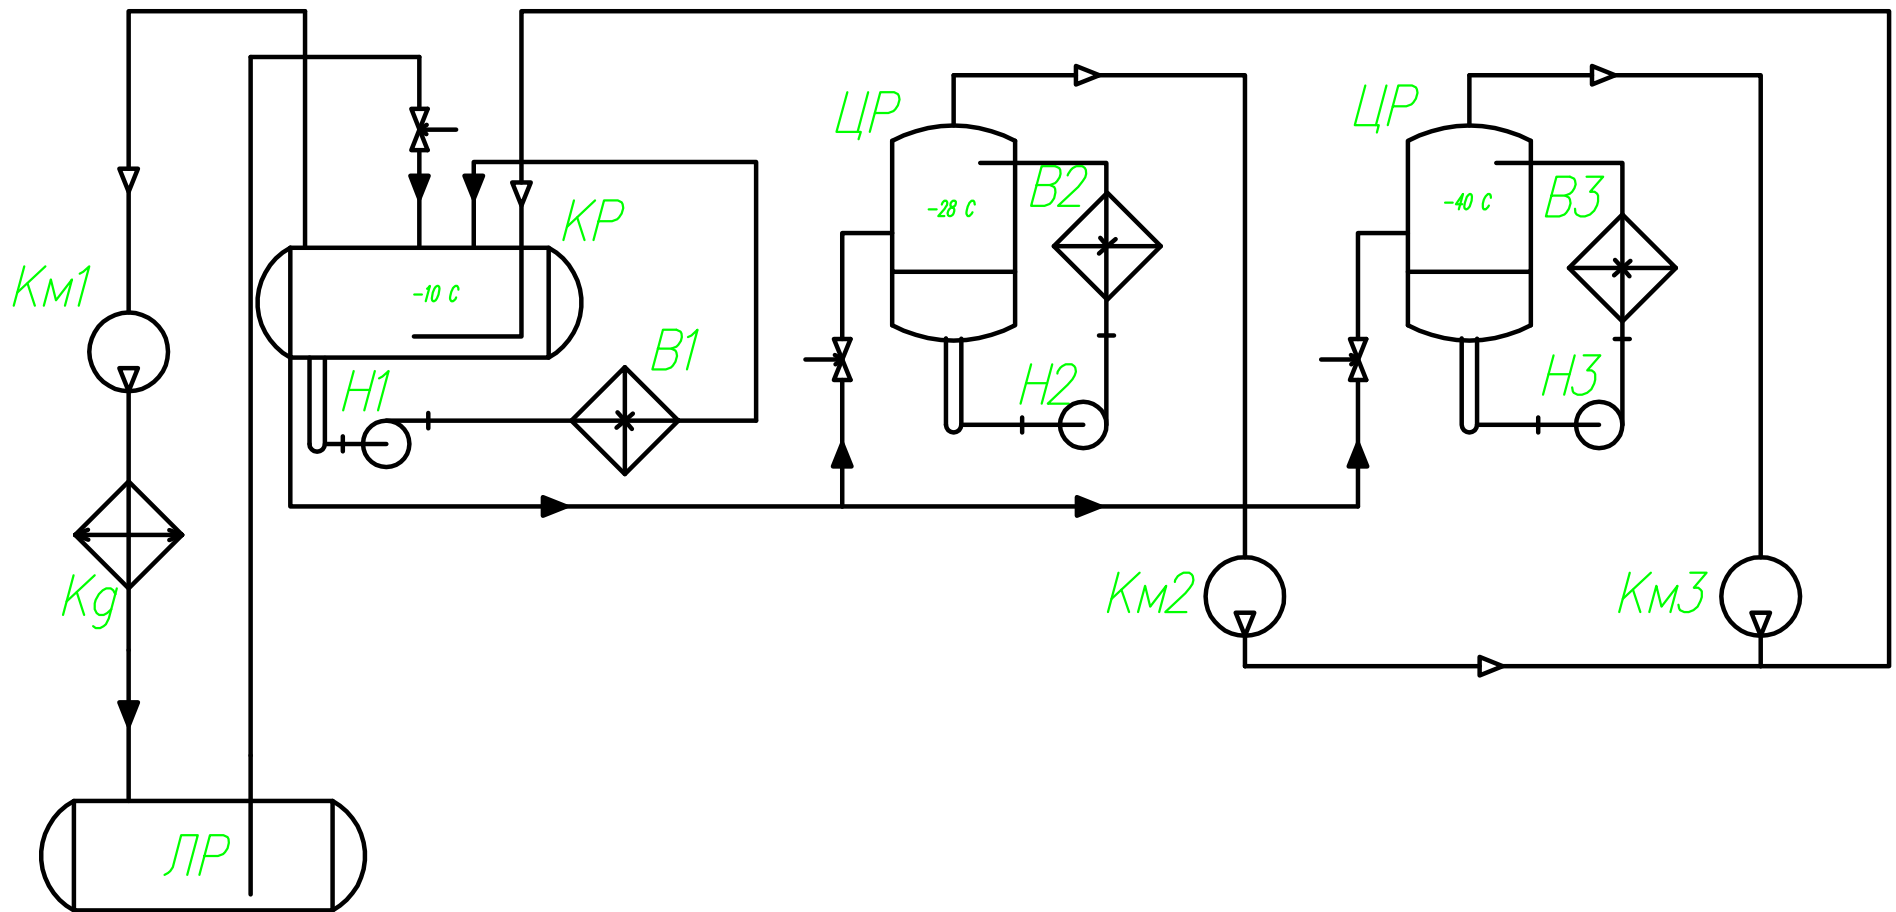 ЦР
ЦР
В2
В3
-28 С
-40 С
КР
Км1
-10 С
В1
Н1
Н2
Н3
Кд
Км2
Км3
ЛР